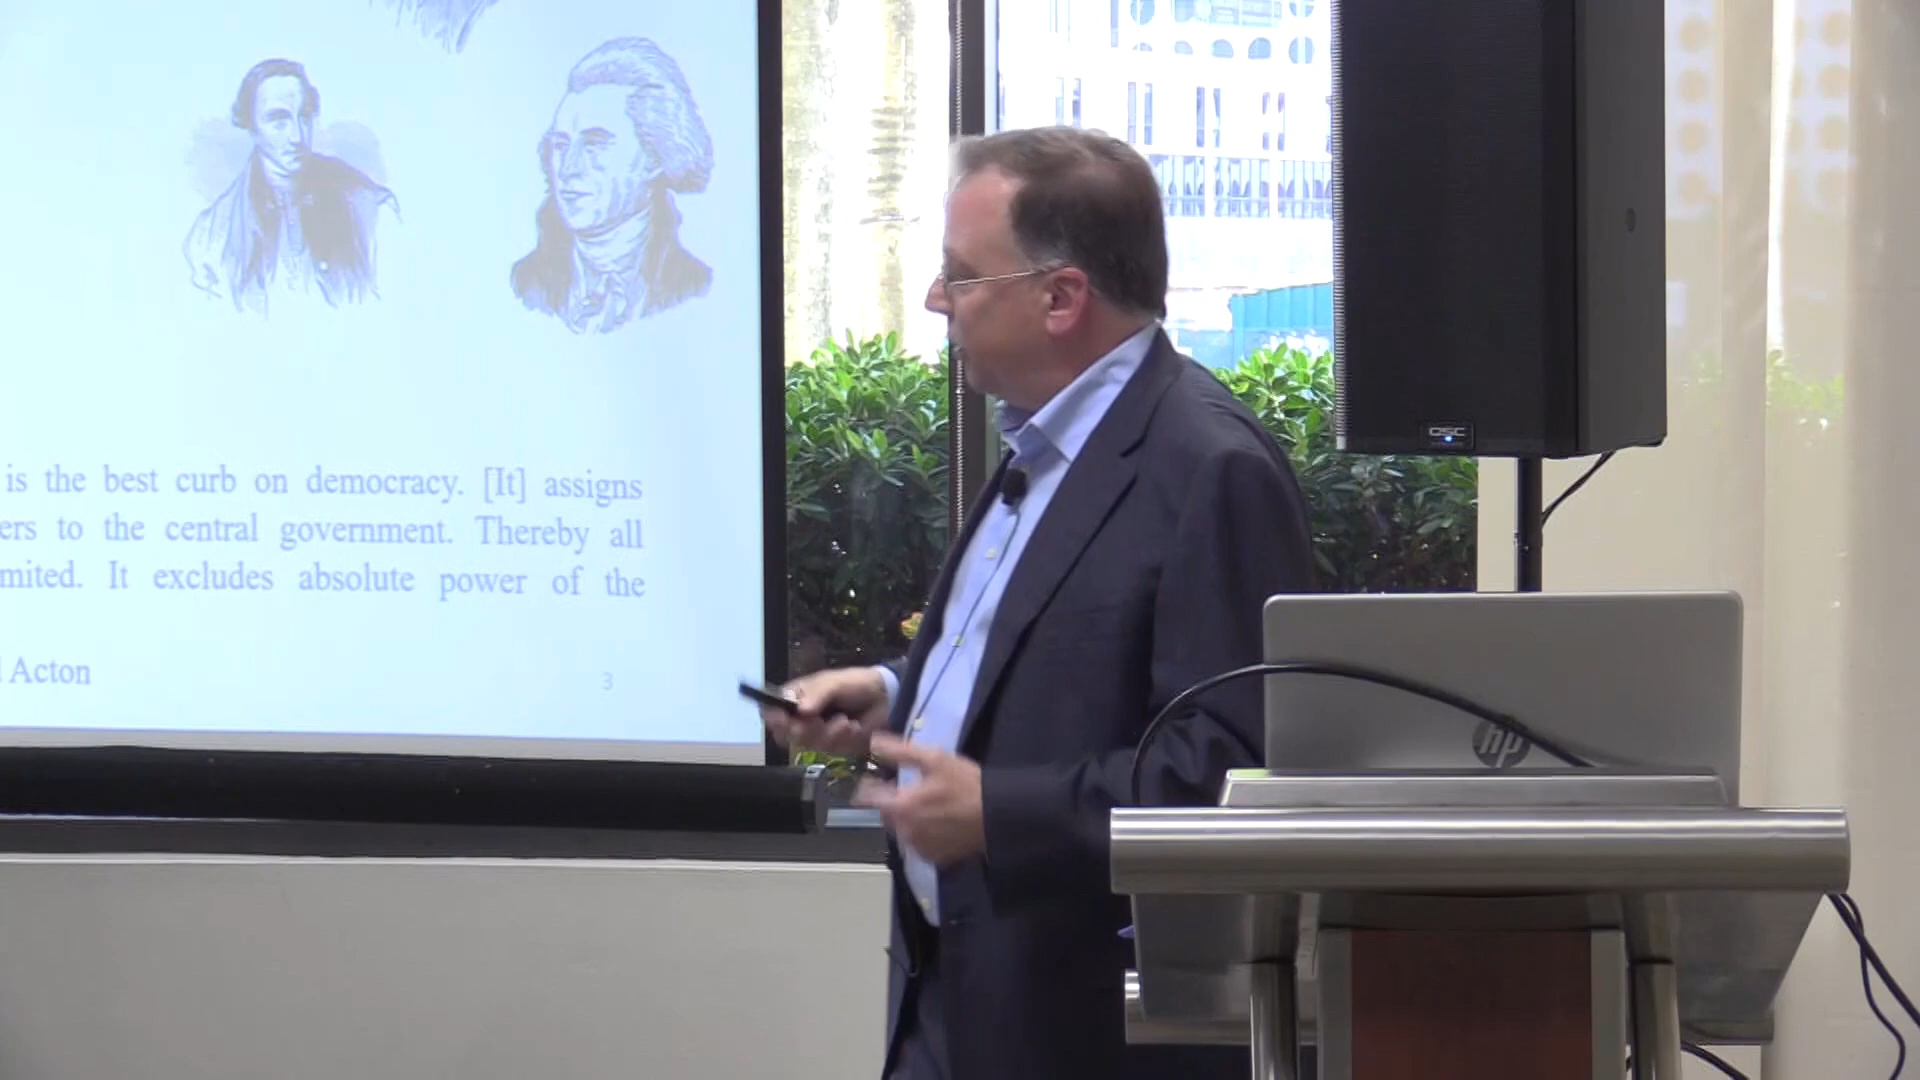 is the best curb on democracy. [It] assigns
ers to the central government. Thereby all
mited. It excludes absolute power of the
Acton
3
QSC
hp